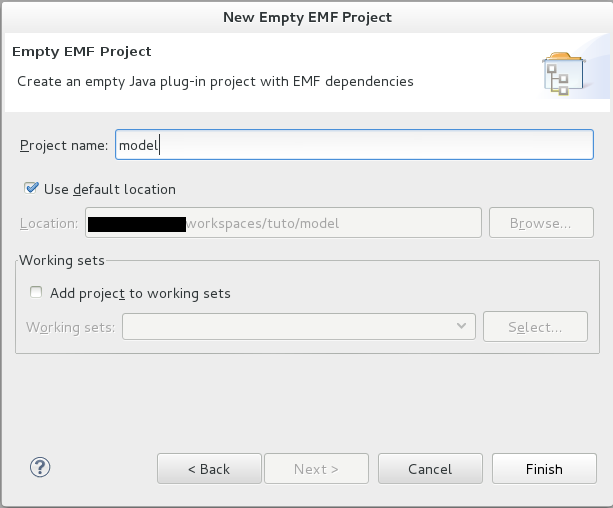 New Empty EMF Project
Empty EMF Project
Create an empty Java plug-in project with EMF dependencies
Project name: model
Use default location
Location: workspaces/tuto/model Browse...
Working sets
Add project to working sets
Working sets: Select...
? < Back Next > Cancel Finish